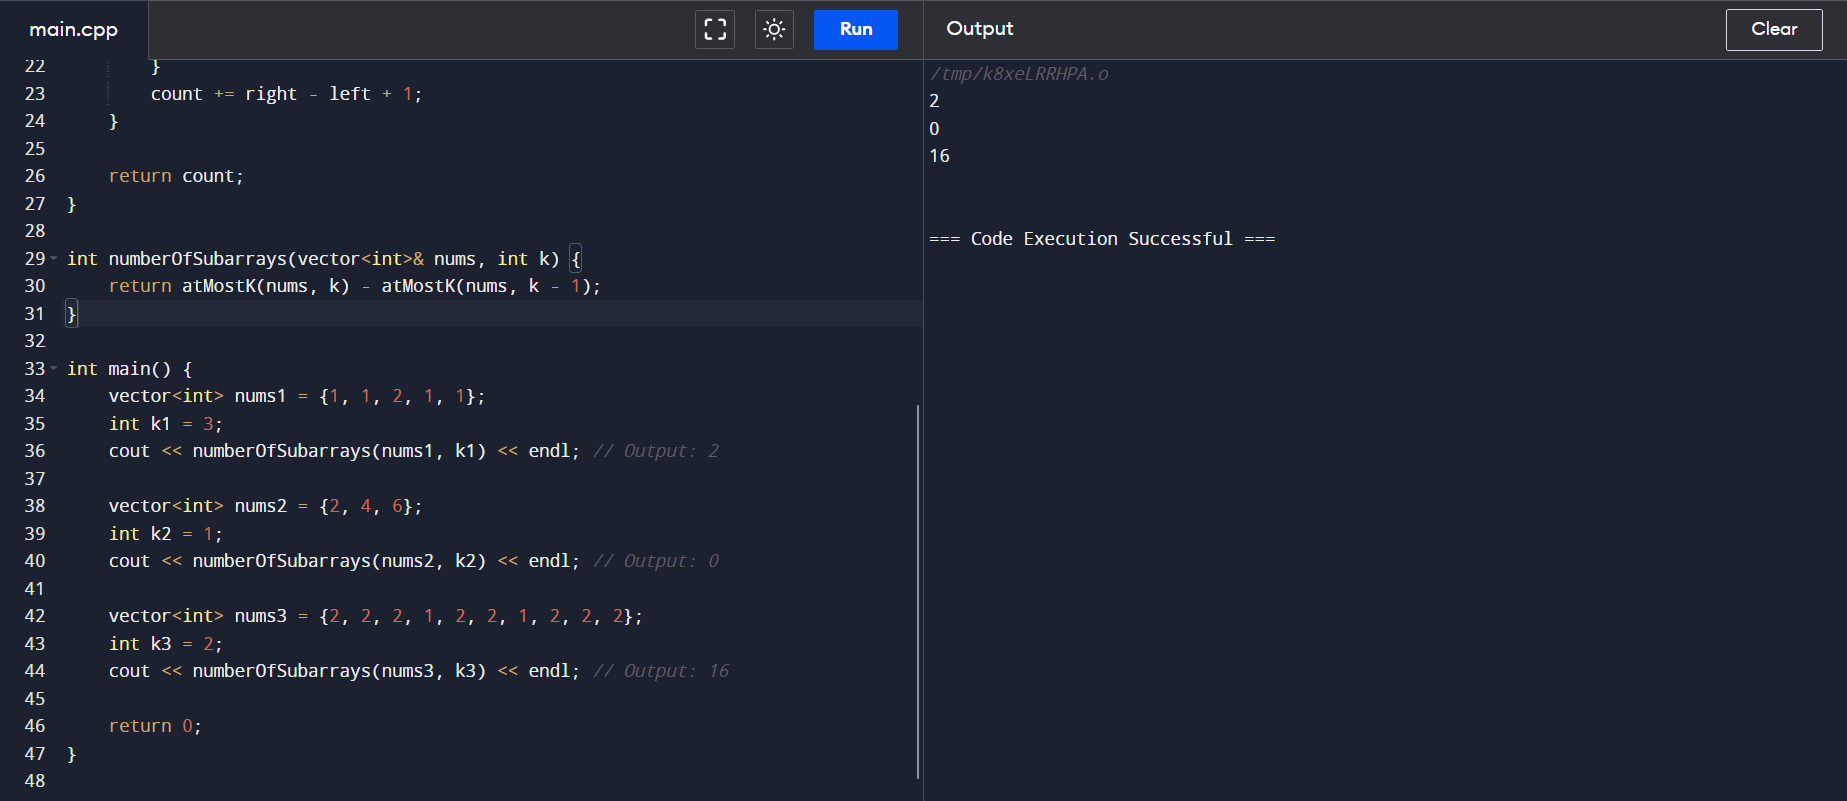 main.cpp
Run
Output
Clear
22 }
23 count += right - left + 1;
24 }
25
26 return count;
27 }
28
29 int numberOfSubarrays(vector<int>& nums, int k) {
30 return atMostK(nums, k) - atMostK(nums, k - 1);
31 }
32
33 int main() {
34 vector<int> nums1 = {1, 1, 2, 1, 1};
35 int k1 = 3;
36 cout << numberOfSubarrays(nums1, k1) << endl; // Output: 2
37
38 vector<int> nums2 = {2, 4, 6};
39 int k2 = 1;
40 cout << numberOfSubarrays(nums2, k2) << endl; // Output: 0
41
42 vector<int> nums3 = {2, 2, 2, 1, 2, 2, 1, 2, 2, 2};
43 int k3 = 2;
44 cout << numberOfSubarrays(nums3, k3) << endl; // Output: 16
45
46 return 0;
47 }
48
/tmp/k8xeLRRHPA.o
2
0
16
=== Code Execution Successful ===